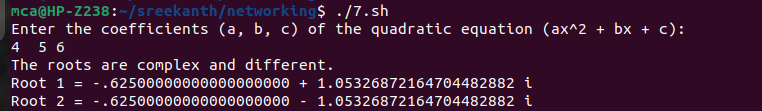 mca@HP-Z238:~/sreekanth/networking$ ./7.sh
Enter the coefficients (a, b, c) of the quadratic equation (ax^2 + bx + c):
4  5 6
The roots are complex and different.
Root 1 = -.62500000000000000000 + 1.05326872164704482882 i
Root 2 = -.62500000000000000000 - 1.05326872164704482882 i